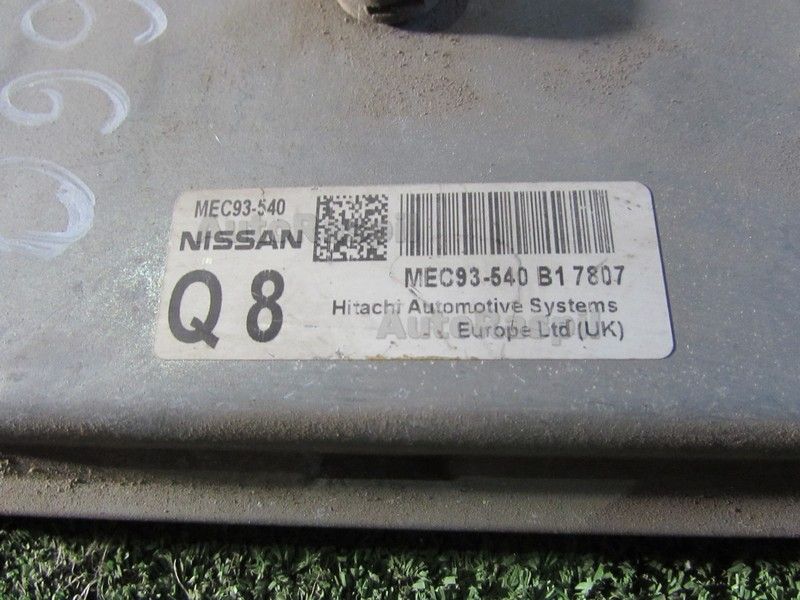 MEC93-540
NISSAN
Q 8
MEC93-540 B1 7807
Hitachi Automotive Systems
Europe Ltd (UK)